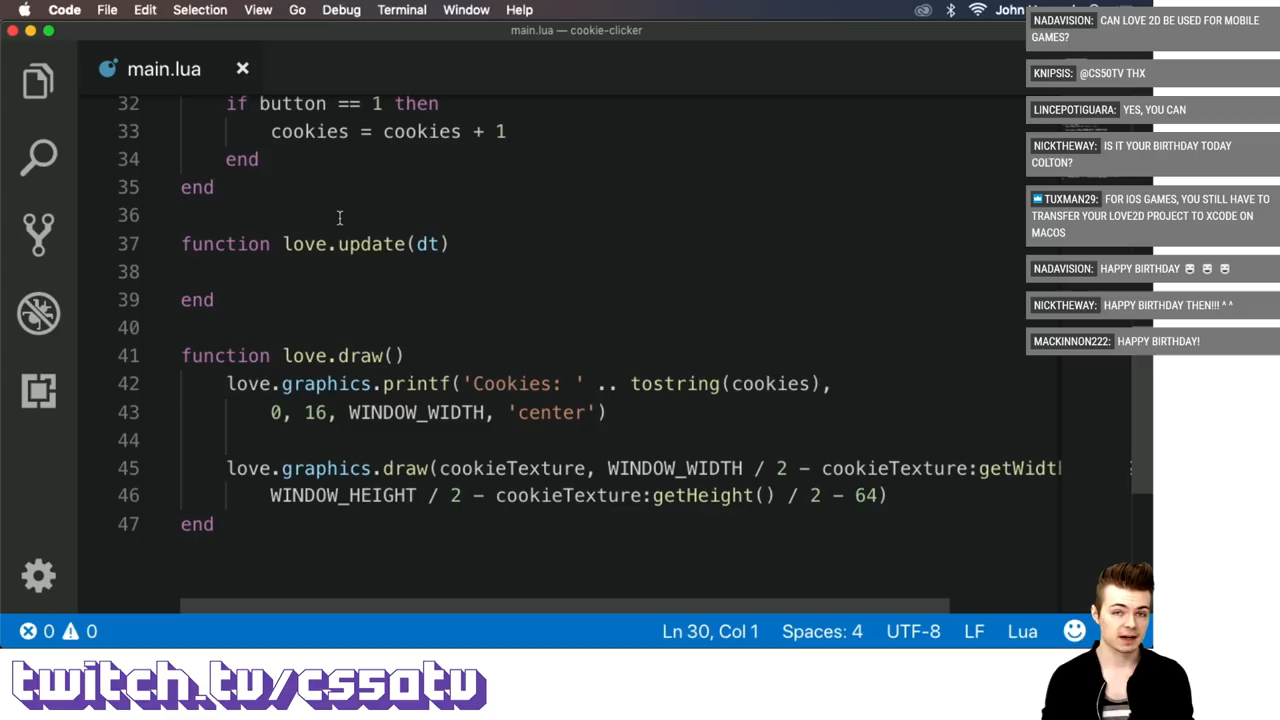 Code File Edit Selection View Go Debug Terminal Window Help
main.lua — cookie-clicker
main.lua
32 if button == 1 then
33 cookies = cookies + 1
34 end
35 end
36
37 function love.update(dt)
38
39 end
40
41 function love.draw()
42 love.graphics.printf('Cookies: ' .. tostring(cookies),
43 0, 16, WINDOW_WIDTH, 'center')
44
45 love.graphics.draw(cookieTexture, WINDOW_WIDTH / 2 - cookieTexture:getWidt
46 WINDOW_HEIGHT / 2 - cookieTexture:getHeight() / 2 - 64)
47 end
0 0 Ln 30, Col 1 Spaces: 4 UTF-8 LF Lua
NADAVISION: CAN LOVE 2D BE USED FOR MOBILE
GAMES?
KNIPSIS: @CS50TV THX
LINCEPOTIGUARA: YES, YOU CAN
NICKTHEWAY: IS IT YOUR BIRTHDAY TODAY
COLTON?
TUXMAN29: FOR IOS GAMES, YOU STILL HAVE TO
TRANSFER YOUR LOVE2D PROJECT TO XCODE ON
MACOS
NADAVISION: HAPPY BIRTHDAY
NICKTHEWAY: HAPPY BIRTHDAY THEN!!! ^ ^
MACKINNON222: HAPPY BIRTHDAY!
twitch.tv/cs50tv